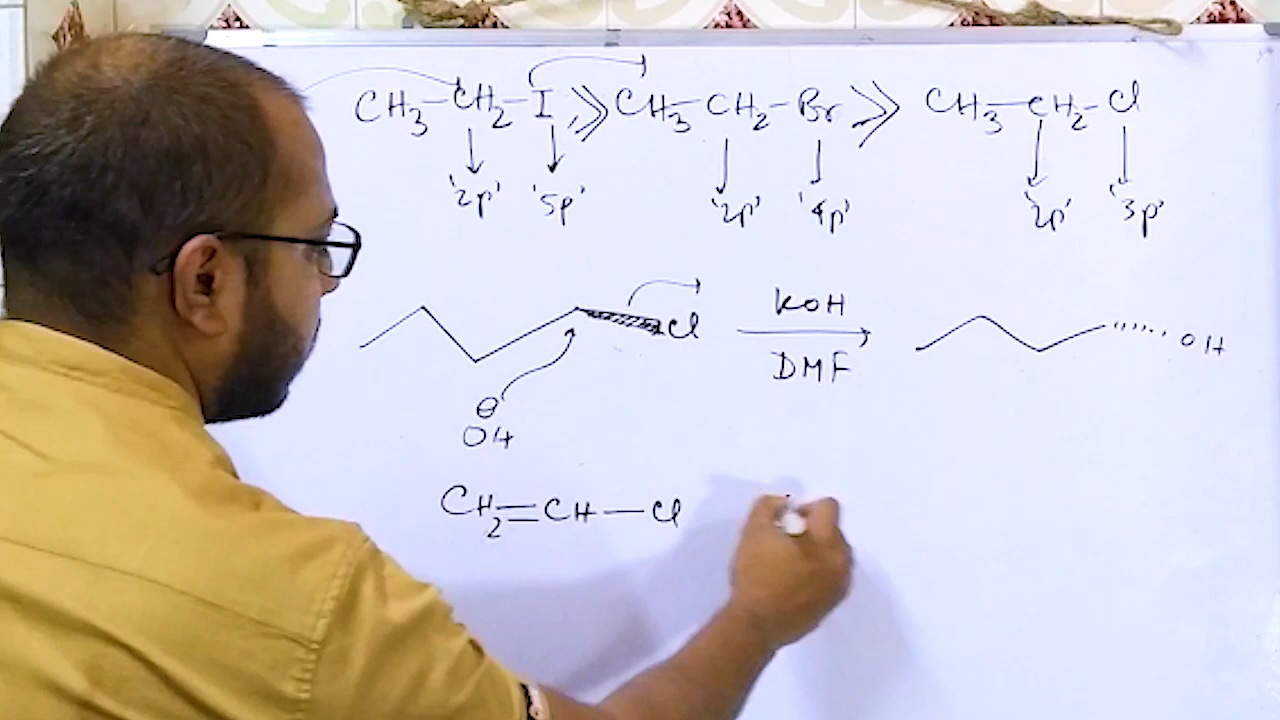 CH₃–CH₂–I >> CH₃–CH₂–Br >> CH₃–CH₂–Cl
'2p' '5p' '2p' '4p' '2p' '3p'
Cl KOH OH
DMF
⊖
OH
CH₂=CH–Cl